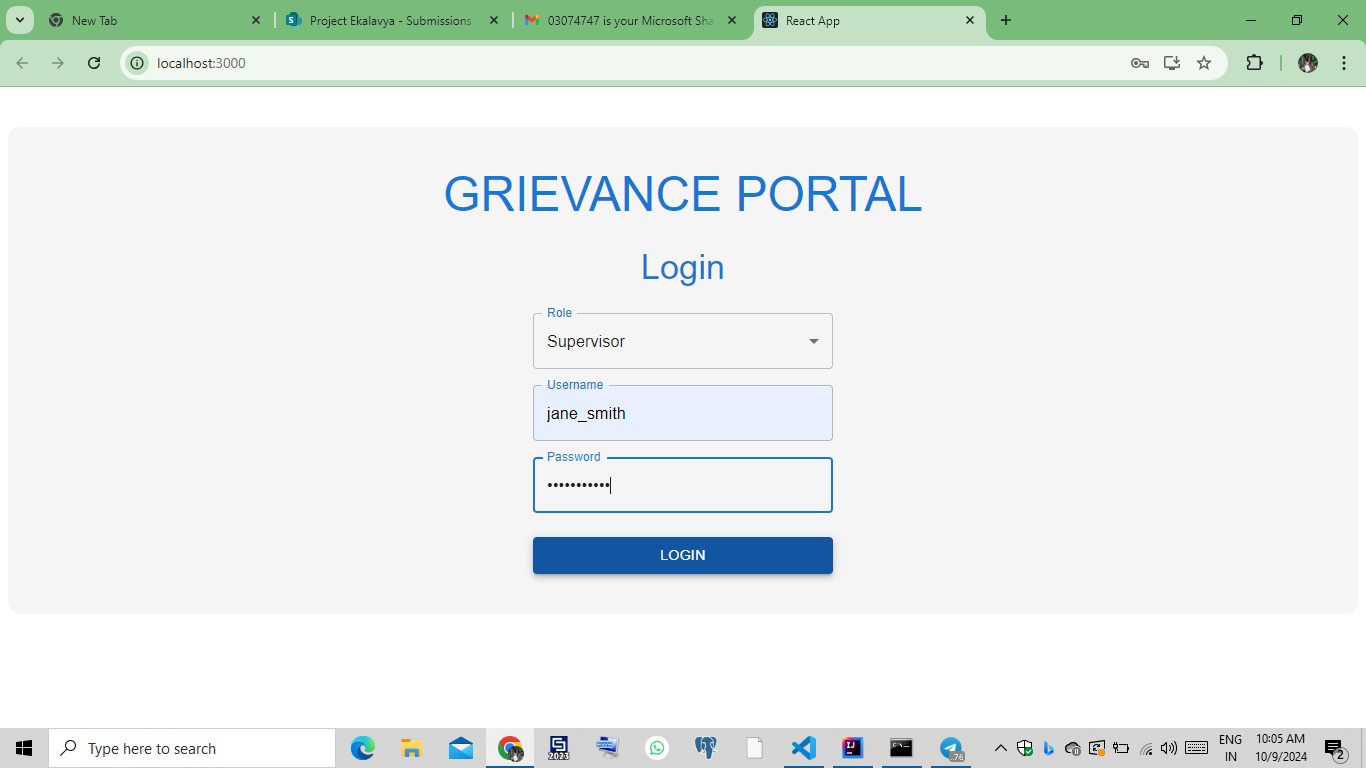 New Tab
Project Ekalavya - Submissions
03074747 is your Microsoft Sha
React App
localhost:3000
GRIEVANCE PORTAL
Login
Role
Supervisor
Username
jane_smith
Password
•••••••••••
LOGIN
Type here to search
2023
.76
ENG
IN
10:05 AM
10/9/2024
2